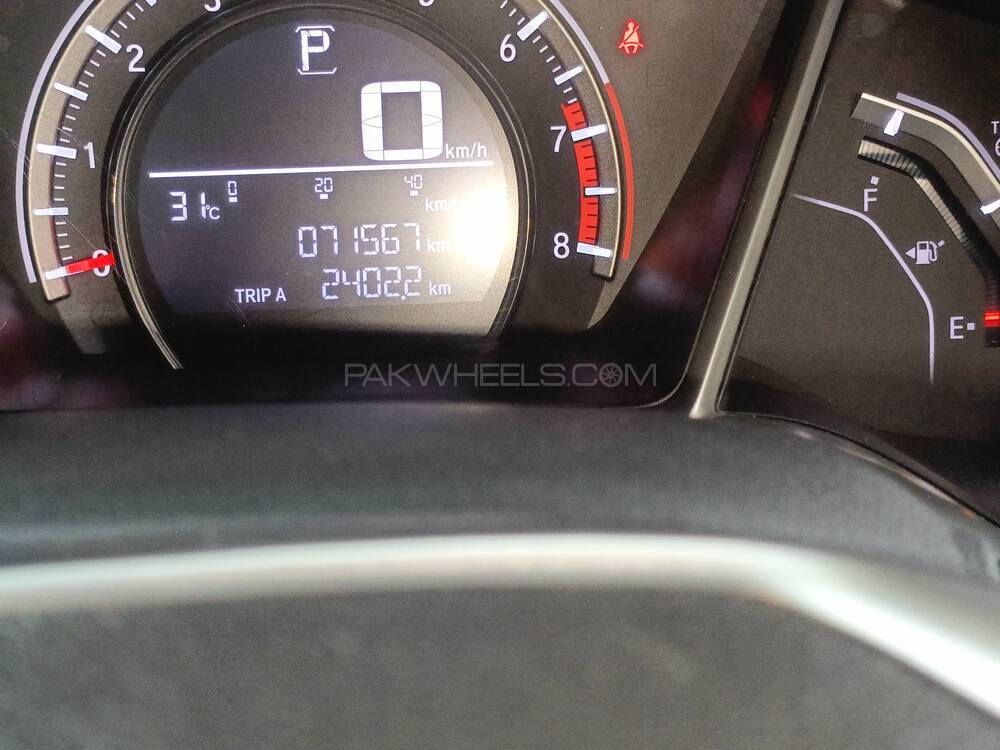 P
2
6
0 km/h
7
1
31°C
0 20 40
km/
071567 km
TRIP A 2402.2 km
8
0
F
E
PAKWHEELS.COM